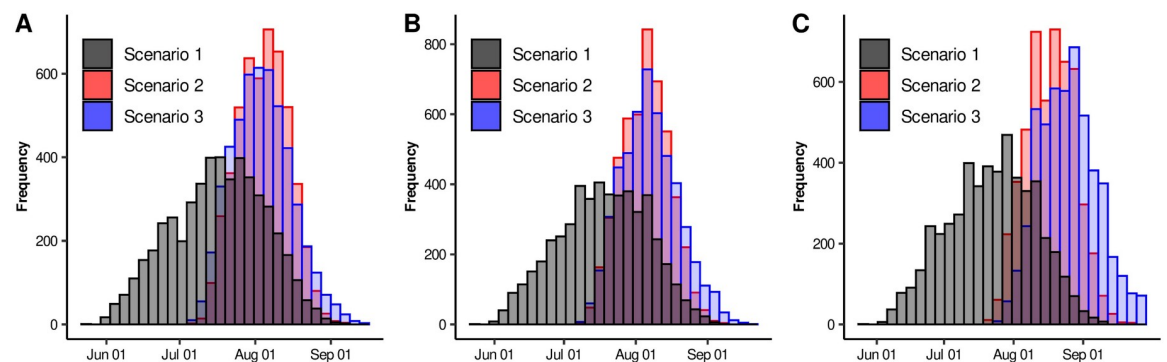 A
Scenario 1
Scenario 2
Scenario 3
Frequency
600
400
200
0
Jun 01 Jul 01 Aug 01 Sep 01
B
Scenario 1
Scenario 2
Scenario 3
Frequency
800
600
400
200
0
Jun 01 Jul 01 Aug 01 Sep 01
C
Scenario 1
Scenario 2
Scenario 3
Frequency
600
400
200
0
Jun 01 Jul 01 Aug 01 Sep 01